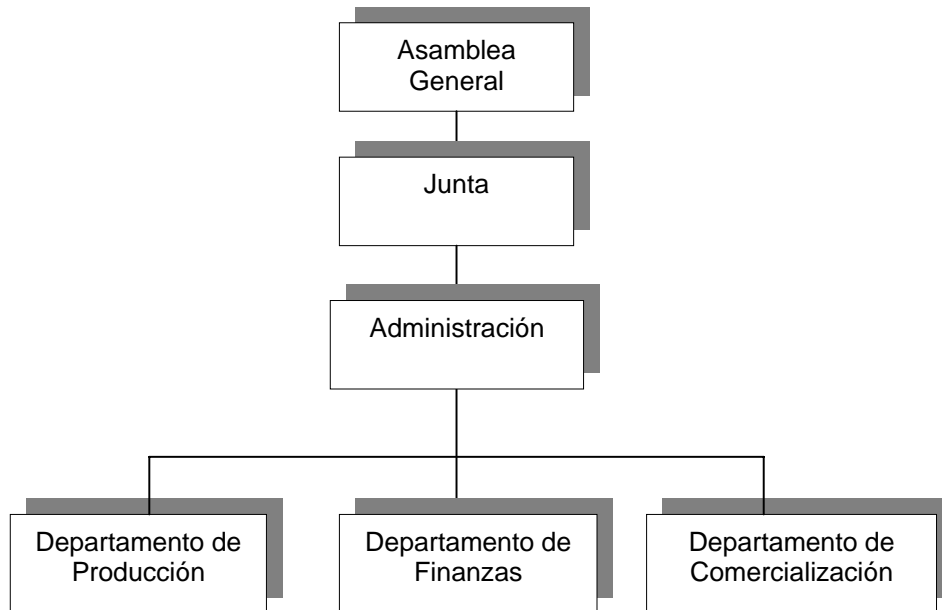 Asamblea
General
Junta
Administración
Departamento de
Producción
Departamento de
Finanzas
Departamento de
Comercialización